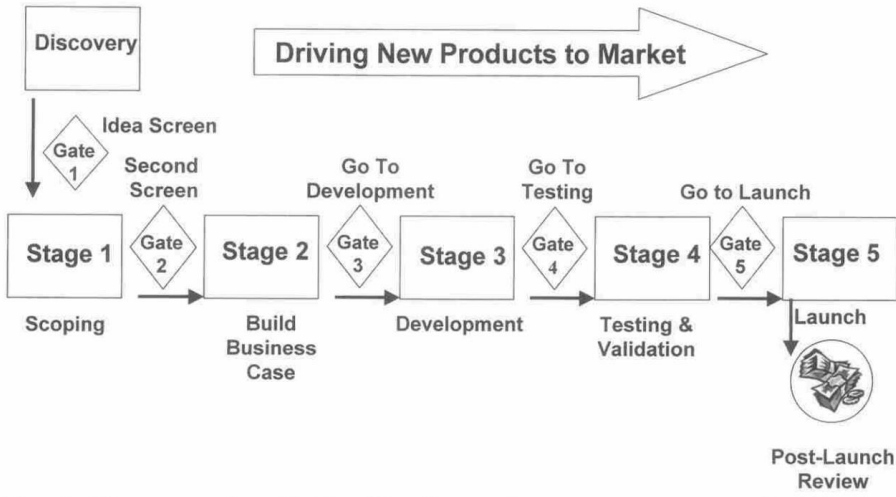 Discovery
Driving New Products to Market
Idea Screen
Gate
1
Second
Screen
Go To
Development
Go To
Testing
Go to Launch
Stage 1
Gate
2
Stage 2
Gate
3
Stage 3
Gate
4
Stage 4
Gate
5
Stage 5
Scoping
Build
Business
Case
Development
Testing &
Validation
Launch
Post-Launch
Review